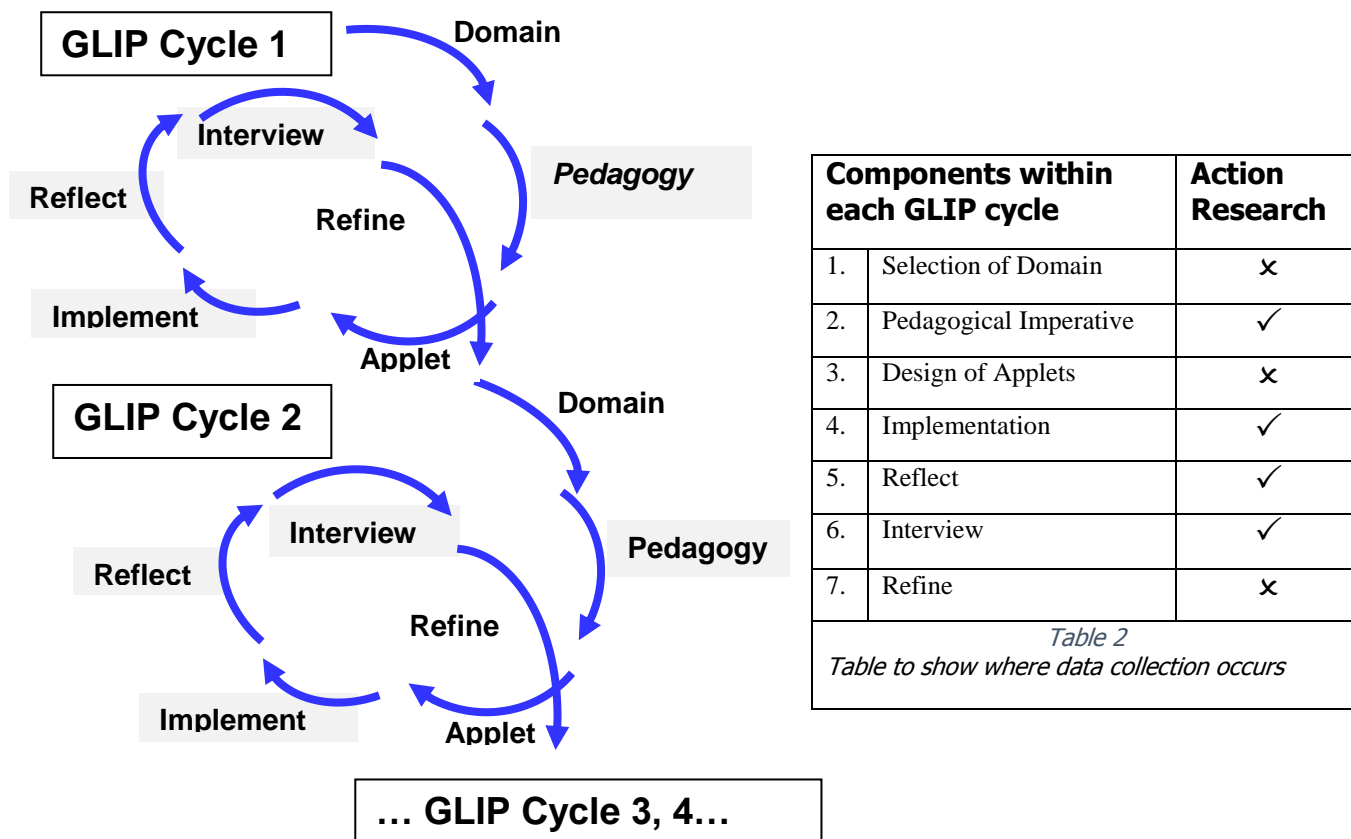 GLIP Cycle 1
Domain
Interview
Pedagogy
Reflect
Refine
Implement
Applet
GLIP Cycle 2
Domain
Interview
Pedagogy
Reflect
Refine
Implement
Applet
… GLIP Cycle 3, 4…
Components within each GLIP cycle Action Research
1. Selection of Domain ✗
2. Pedagogical Imperative ✓
3. Design of Applets ✗
4. Implementation ✓
5. Reflect ✓
6. Interview ✓
7. Refine ✗
Table 2
Table to show where data collection occurs